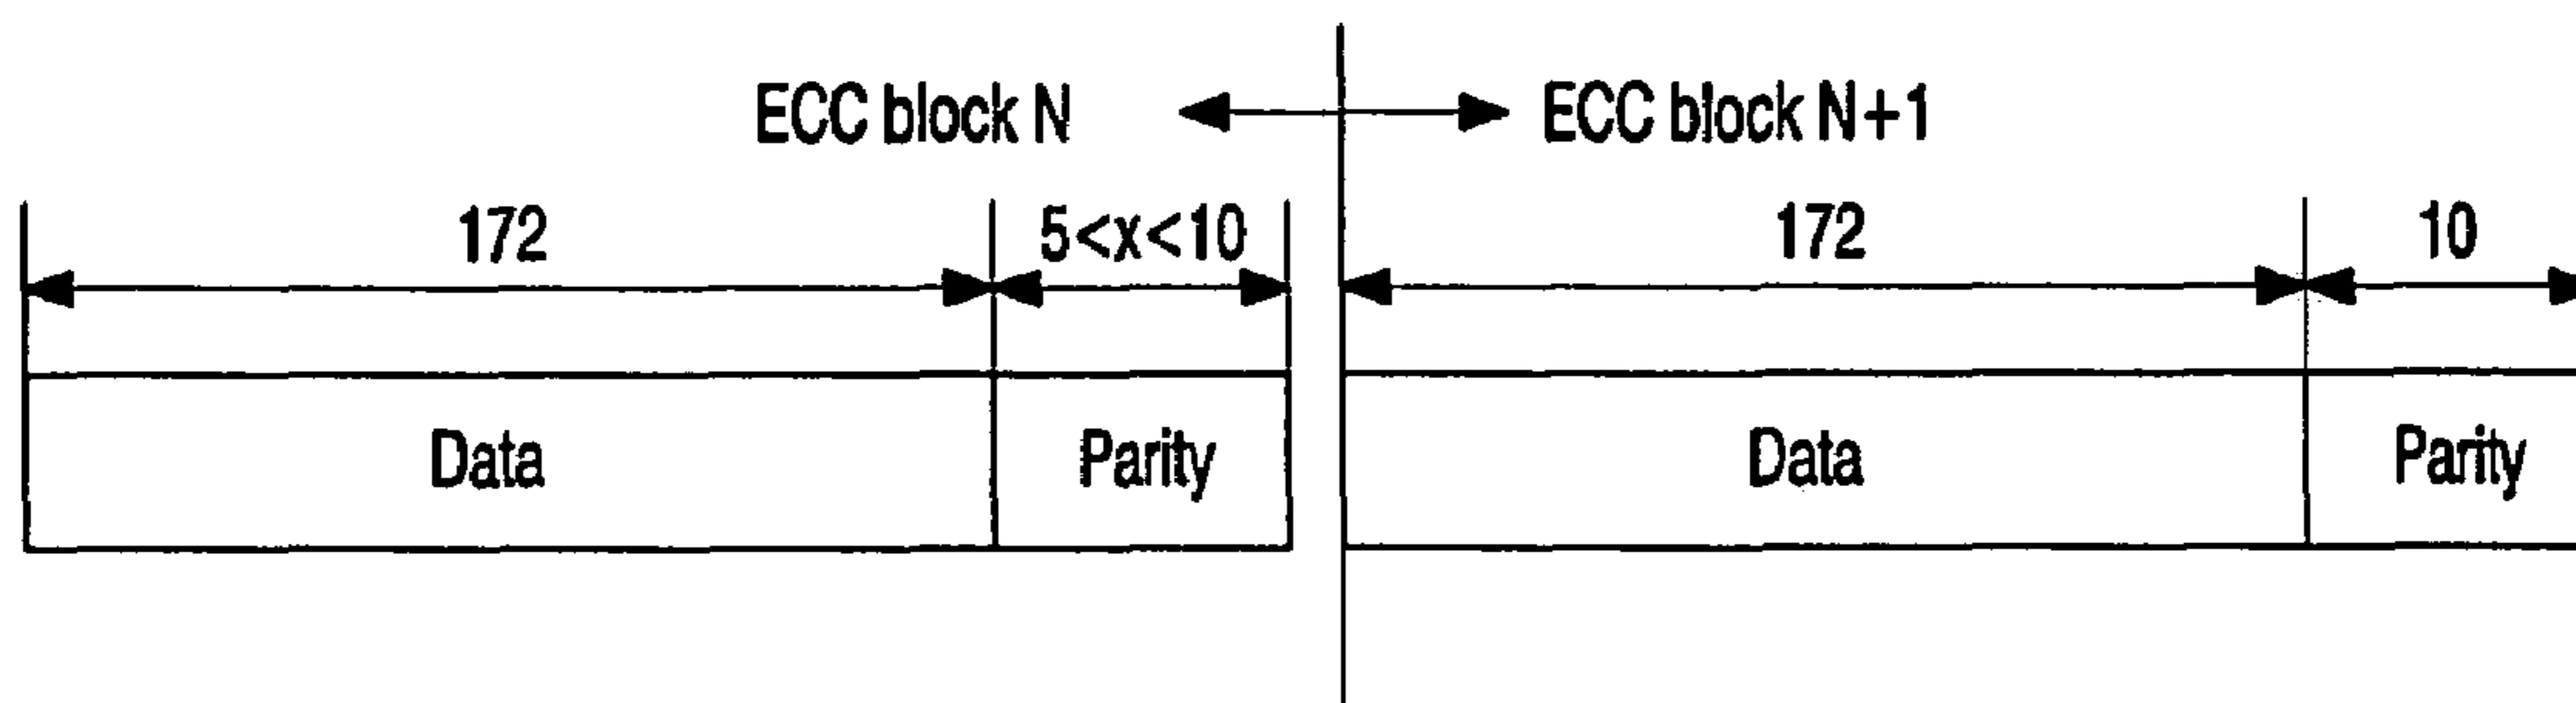 ECC block N ECC block N+1
172 5<x<10 172 10
Data Parity Data Parity